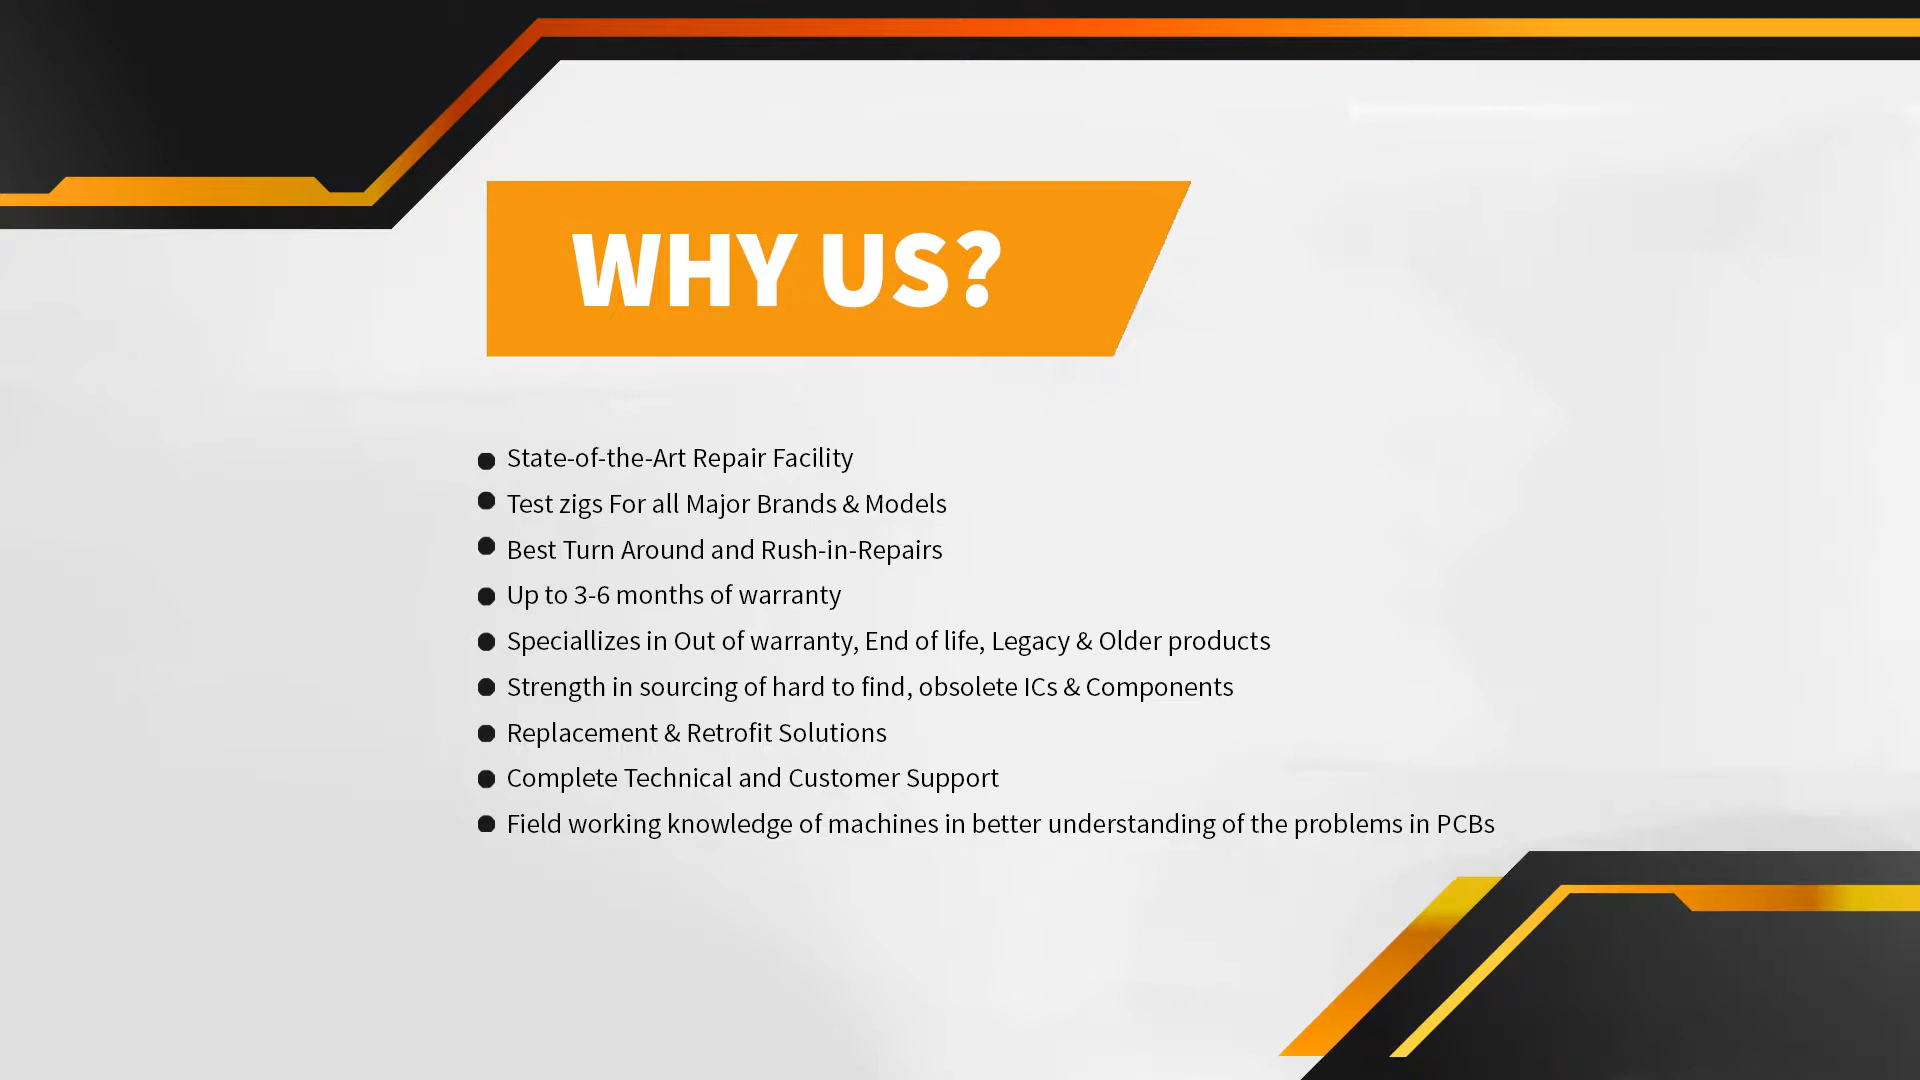 WHY US?
State-of-the-Art Repair Facility
Test zigs For all Major Brands & Models
Best Turn Around and Rush-in-Repairs
Up to 3-6 months of warranty
Speciallizes in Out of warranty, End of life, Legacy & Older products
Strength in sourcing of hard to find, obsolete ICs & Components
Replacement & Retrofit Solutions
Complete Technical and Customer Support
Field working knowledge of machines in better understanding of the problems in PCBs